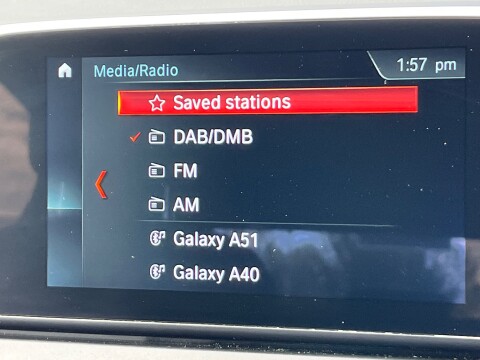 Media/Radio
1:57 pm
Saved stations
DAB/DMB
FM
AM
Galaxy A51
Galaxy A40